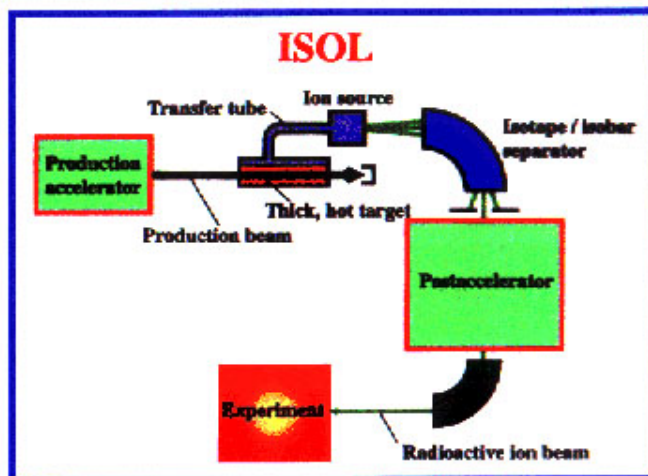 ISOL
Ion source
Transfer tube
Isotope / isobar
separator
Production
accelerator
Thick, hot target
Production beam
Postaccelerator
Experiment
Radioactive ion beam